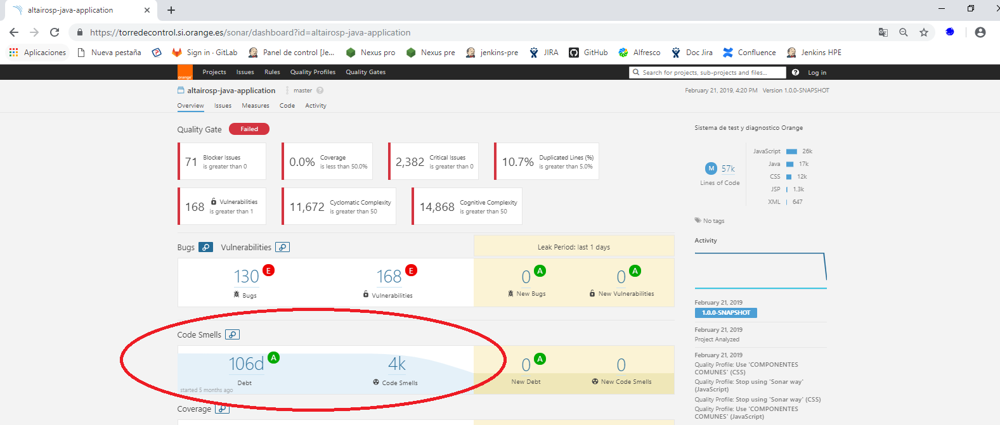 altairosp-java-application
https://torredecontrol.si.orange.es/sonar/dashboard?id=altairosp-java-application
Aplicaciones Nueva pestaña Sign in · GitLab Panel de control [Je... Nexus pro Nexus pre jenkins-pre JIRA GitHub Alfresco Doc Jira Confluence Jenkins HPE
orange Projects Issues Rules Quality Profiles Quality Gates Search for projects, sub-projects and files... ? Log in
altairosp-java-application master ? February 21, 2019, 4:20 PM Version 1.0.0-SNAPSHOT
Overview Issues Measures Code Activity
Quality Gate Failed
71 Blocker Issues
is greater than 0
0.0% Coverage
is less than 50.0%
2,382 Critical Issues
is greater than 0
10.7% Duplicated Lines (%)
is greater than 5.0%
168 Vulnerabilities
is greater than 1
11,672 Cyclomatic Complexity
is greater than 50
14,868 Cognitive Complexity
is greater than 50
Bugs Vulnerabilities
Leak Period: last 1 days
130 E 168 E 0 A 0 A
Bugs Vulnerabilities New Bugs New Vulnerabilities
Code Smells
106d A 4k 0 A 0
Debt Code Smells New Debt New Code Smells
started 5 months ago
Coverage
Sistema de test y diagnostico Orange
M 57k
Lines of Code
JavaScript 26k
Java 17k
CSS 12k
JSP 1.3k
XML 647
No tags
Activity
February 21, 2019
1.0.0-SNAPSHOT
February 21, 2019
Project Analyzed
February 21, 2019
Quality Profile: Use 'COMPONENTES
COMUNES' (CSS)
Quality Profile: Stop using 'Sonar way'
(JavaScript)
Quality Profile: Stop using 'Sonar way' (CSS)
Quality Profile: Use 'COMPONENTES
COMUNES' (JavaScript)